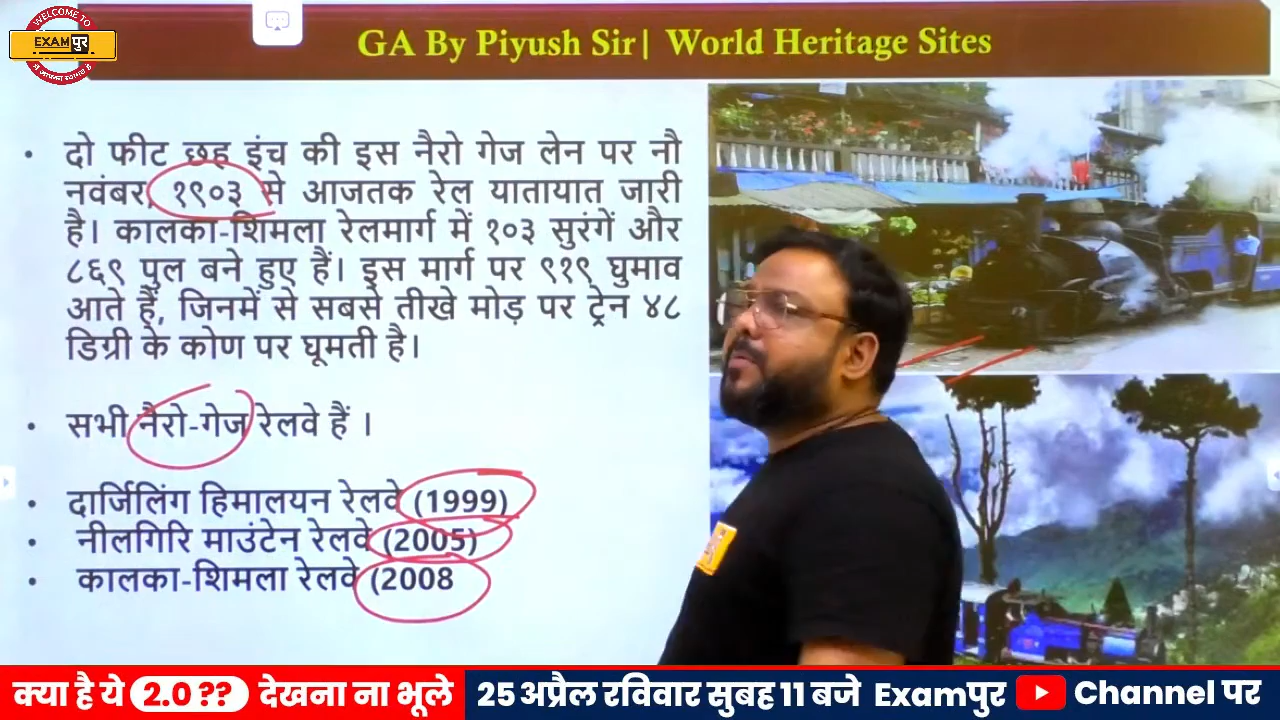 WELCOME TO
EXAMपुर
GA By Piyush Sir| World Heritage Sites
• दो फीट छह इंच की इस नैरो गेज लेन पर नौ
नवंबर, १९०३ से आजतक रेल यातायात जारी
है। कालका-शिमला रेलमार्ग में १०३ सुरंगें और
८६९ पुल बने हुए हैं। इस मार्ग पर ९१९ घुमाव
आते हैं, जिनमें से सबसे तीखे मोड़ पर ट्रेन ४८
डिग्री के कोण पर घूमती है।
• सभी नैरो-गेज रेलवे हैं ।
• दार्जिलिंग हिमालयन रेलवे (1999)
• नीलगिरि माउंटेन रेलवे (2005)
• कालका-शिमला रेलवे (2008
क्या है ये 2.0 ?? देखना ना भूले
25 अप्रैल रविवार सुबह 11 बजे Examपुर Channel पर